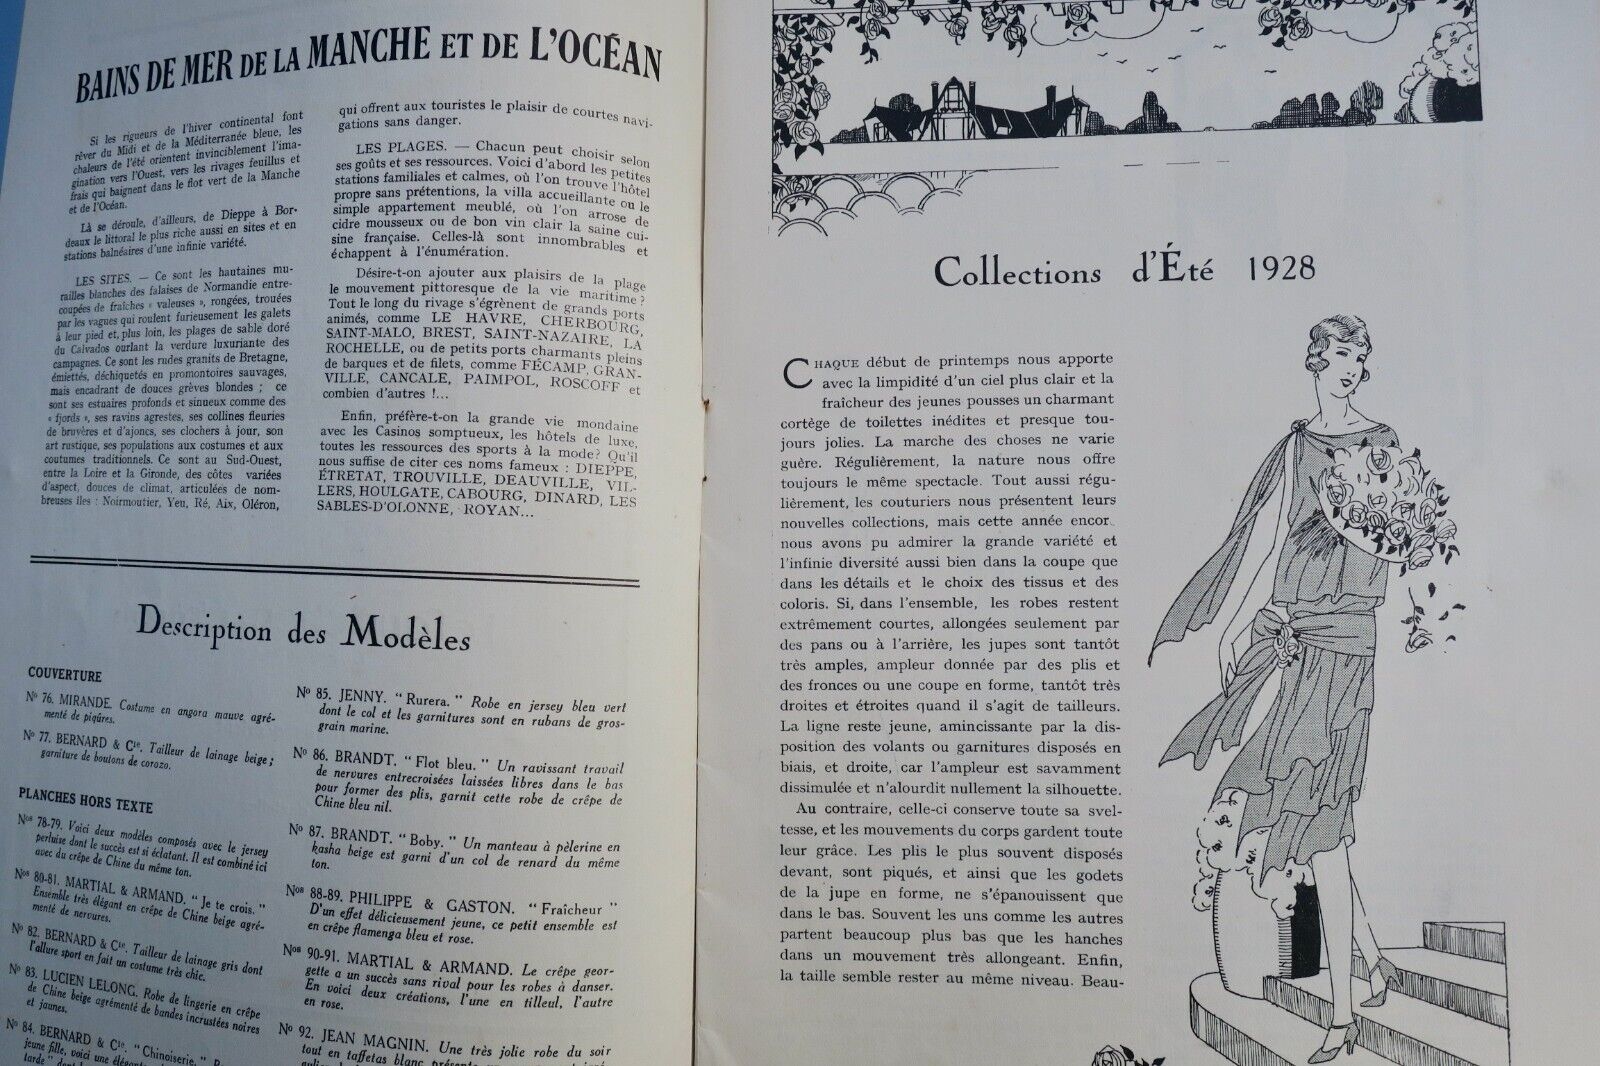 BAINS DE MER DE LA MANCHE ET DE L'OCÉAN
Si les rigueurs de l'hiver continental font
rêver du Midi et de la Méditerranée bleue, les
chaleurs de l'été orientent invinciblement l'ima-
gination vers l'Ouest, vers les rivages feuillus et
frais qui baignent dans le flot vert de la Manche
et de l'Océan.
Là se déroule, d'ailleurs, de Dieppe à Bor-
deaux le littoral le plus riche aussi en sites et en
stations balnéaires d'une infinie variété.
LES SITES. — Ce sont les hautaines mu-
railles blanches des falaises de Normandie entre-
coupées de fraîches « valeuses », rongées, trouées
par les vagues qui roulent furieusement les galets
à leur pied et, plus loin, les plages de sable doré
du Calvados ourlant la verdure luxuriante des
campagnes. Ce sont les rudes granits de Bretagne,
émiettés, déchiquetés en promontoires sauvages,
mais encadrant de douces grèves blondes ; ce
sont ses estuaires profonds et sinueux comme des
« fjords », ses ravins agrestes, ses collines fleuries
de bruyères et d'ajoncs, ses clochers à jour, son
art rustique, ses populations aux costumes et aux
coutumes traditionnels. Ce sont au Sud-Ouest,
entre la Loire et la Gironde, des côtes variées
d'aspect, douces de climat, articulées de nom-
breuses îles : Noirmoutier, Yeu, Ré, Aix, Oléron,
qui offrent aux touristes le plaisir de courtes navi-
gations sans danger.
LES PLAGES. — Chacun peut choisir selon
ses goûts et ses ressources. Voici d'abord les petites
stations familiales et calmes, où l'on trouve l'hôtel
propre sans prétentions, la villa accueillante ou le
simple appartement meublé, où l'on arrose de
cidre mousseux ou de bon vin clair la saine cui-
sine française. Celles-là sont innombrables et
échappent à l'énumération.
Désire-t-on ajouter aux plaisirs de la plage
le mouvement pittoresque de la vie maritime ?
Tout le long du rivage s'égrènent de grands ports
animés, comme LE HAVRE, CHERBOURG,
SAINT-MALO, BREST, SAINT-NAZAIRE, LA
ROCHELLE, ou de petits ports charmants pleins
de barques et de filets, comme FÉCAMP, GRAN-
VILLE, CANCALE, PAIMPOL, ROSCOFF et
combien d'autres !...
Enfin, préfère-t-on la grande vie mondaine
avec les Casinos somptueux, les hôtels de luxe,
toutes les ressources des sports à la mode? Qu'il
nous suffise de citer ces noms fameux : DIEPPE,
ÉTRETAT, TROUVILLE, DEAUVILLE, VIL-
LERS, HOULGATE, CABOURG, DINARD, LES
SABLES-D'OLONNE, ROYAN...
Description des Modèles
COUVERTURE
No 76. MIRANDE. Costume en angora mauve agré-
menté de piqûres.
No 77. BERNARD & Cie. Tailleur de lainage beige ;
garniture de boutons de corozo.
PLANCHES HORS TEXTE
Nos 78-79. Voici deux modèles composés avec le jersey
perluise dont le succès est si éclatant. Il est combiné ici
avec du crêpe de Chine du même ton.
Nos 80-81. MARTIAL & ARMAND. " Je te crois. "
Ensemble très élégant en crêpe de Chine beige agré-
menté de nervures.
No 82. BERNARD & Cie. Tailleur de lainage gris dont
l'allure sport en fait un costume très chic.
No 83. LUCIEN LELONG. Robe de lingerie en crêpe
de Chine beige agrémenté de bandes incrustées noires
et jaunes.
No 84. BERNARD & Cie. " Chinoiserie. "
jeune fille, voici une
tarde "
No 85. JENNY. " Rurera. " Robe en jersey bleu vert
dont le col et les garnitures sont en rubans de gros-
grain marine.
No 86. BRANDT. " Flot bleu. " Un ravissant travail
de nervures entrecroisées laissées libres dans le bas
pour former des plis, garnit cette robe de crêpe de
Chine bleu nil.
No 87. BRANDT. " Boby. " Un manteau à pèlerine en
kasha beige est garni d'un col de renard du même
ton.
Nos 88-89. PHILIPPE & GASTON. " Fraîcheur "
D'un effet délicieusement jeune, ce petit ensemble est
en crêpe flamenga bleu et rose.
Nos 90-91. MARTIAL & ARMAND. Le crêpe geor-
gette a un succès sans rival pour les robes à danser.
En voici deux créations, l'une en tilleul, l'autre
en rose.
No 92. JEAN MAGNIN. Une très jolie robe du soir
tout en taffetas blanc
Collections d'Été 1928
CHAQUE début de printemps nous apporte
avec la limpidité d'un ciel plus clair et la
fraîcheur des jeunes pousses un charmant
cortège de toilettes inédites et presque tou-
jours jolies. La marche des choses ne varie
guère. Régulièrement, la nature nous offre
toujours le même spectacle. Tout aussi régu-
lièrement, les couturiers nous présentent leurs
nouvelles collections, mais cette année encor
nous avons pu admirer la grande variété et
l'infinie diversité aussi bien dans la coupe que
dans les détails et le choix des tissus et des
coloris. Si, dans l'ensemble, les robes restent
extrêmement courtes, allongées seulement par
des pans ou à l'arrière, les jupes sont tantôt
très amples, ampleur donnée par des plis et
des fronces ou une coupe en forme, tantôt très
droites et étroites quand il s'agit de tailleurs.
La ligne reste jeune, amincissante par la dis-
position des volants ou garnitures disposés en
biais, et droite, car l'ampleur est savamment
dissimulée et n'alourdit nullement la silhouette.
Au contraire, celle-ci conserve toute sa svel-
tesse, et les mouvements du corps gardent toute
leur grâce. Les plis le plus souvent disposés
devant, sont piqués, et ainsi que les godets
de la jupe en forme, ne s'épanouissent que
dans le bas. Souvent les uns comme les autres
partent beaucoup plus bas que les hanches
dans un mouvement très allongeant. Enfin,
la taille semble rester au même niveau. Beau-